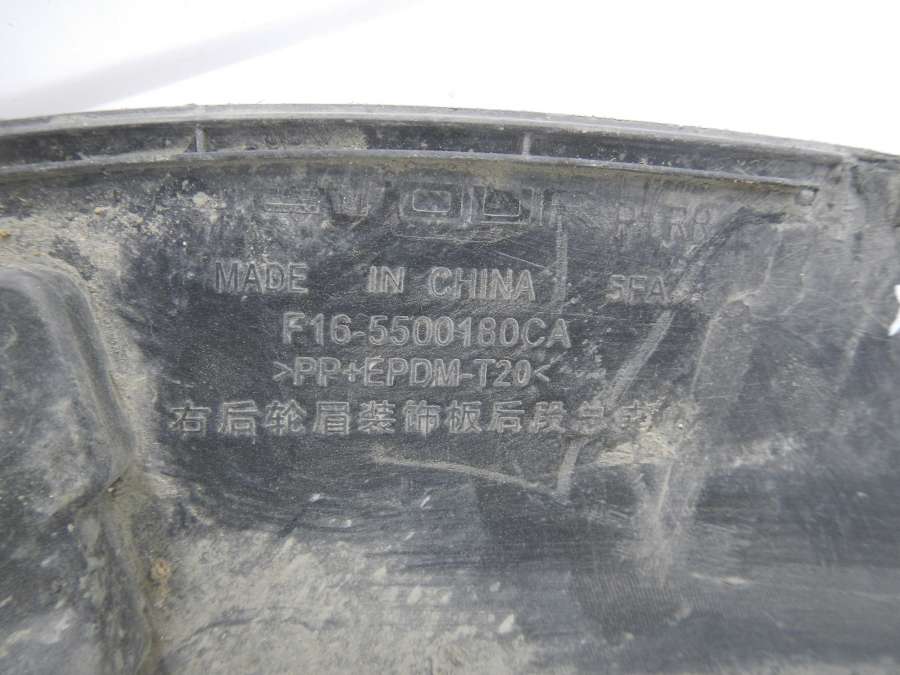 MADE IN CHINA
F16-5500180CA
>PP+EPDM-T20<
右后轮眉装饰板后段总成